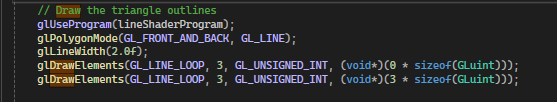 // Draw the triangle outlines
glUseProgram(lineShaderProgram);
glPolygonMode(GL_FRONT_AND_BACK, GL_LINE);
glLineWidth(2.0f);
glDrawElements(GL_LINE_LOOP, 3, GL_UNSIGNED_INT, (void*)(0 * sizeof(GLuint)));
glDrawElements(GL_LINE_LOOP, 3, GL_UNSIGNED_INT, (void*)(3 * sizeof(GLuint)));